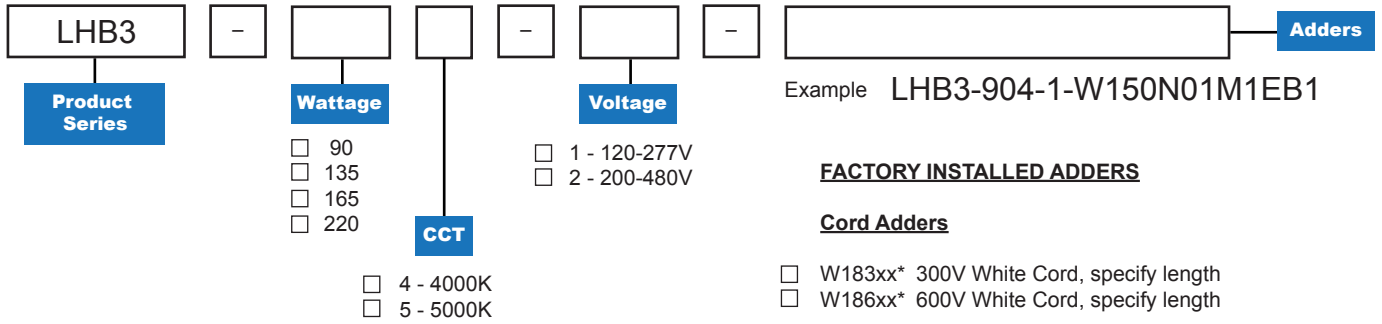 LHB3 - - - Adders
Product Series
Wattage
90
135
165
220
CCT
4 - 4000K
5 - 5000K
Voltage
1 - 120-277V
2 - 200-480V
Example LHB3-904-1-W150N01M1EB1
FACTORY INSTALLED ADDERS
Cord Adders
W183xx* 300V White Cord, specify length
W186xx* 600V White Cord, specify length